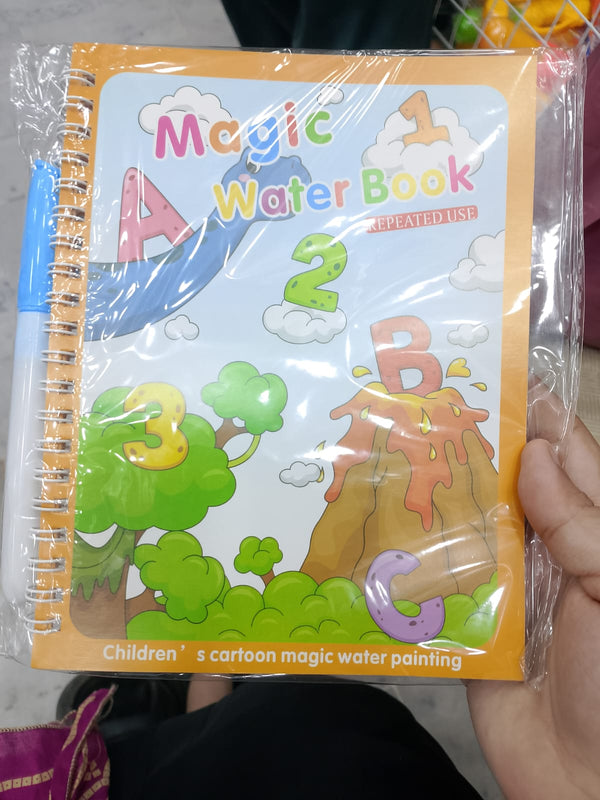 Magic
1
Water Book
A
REPEATED USE
2
B
3
C
Children’s cartoon magic water painting